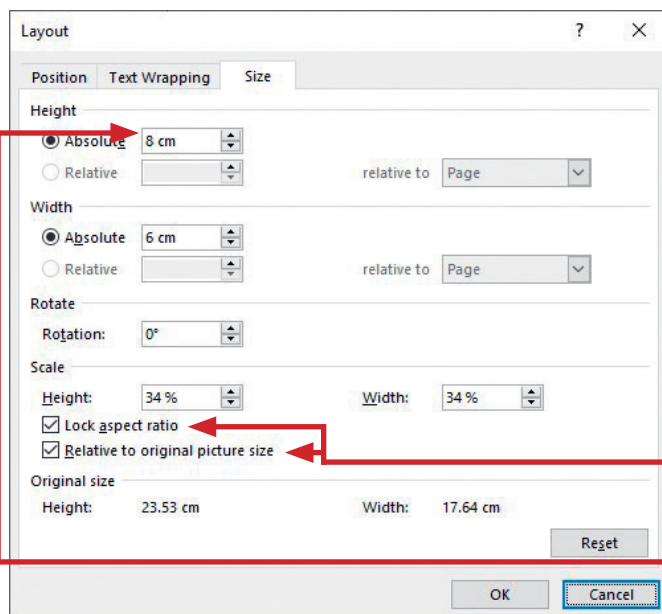 Layout ? ×
Position Text Wrapping Size
Height
Absolute 8 cm
Relative relative to Page
Width
Absolute 6 cm
Relative relative to Page
Rotate
Rotation: 0°
Scale
Height: 34 % Width: 34 %
Lock aspect ratio
Relative to original picture size
Original size
Height: 23.53 cm Width: 17.64 cm
Reset
OK Cancel